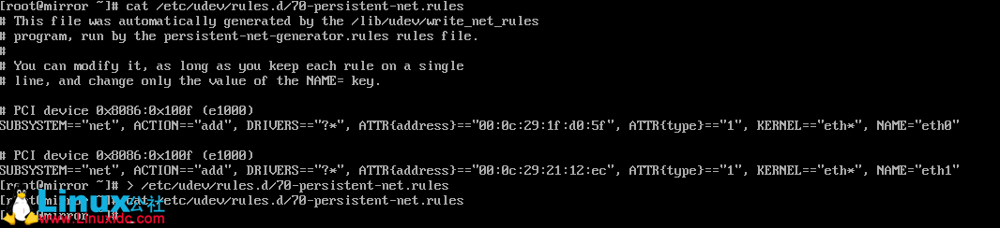 [root@mirror ~]# cat /etc/udev/rules.d/70-persistent-net.rules
# This file was automatically generated by the /lib/udev/write_net_rules
# program, run by the persistent-net-generator.rules rules file.
#
# You can modify it, as long as you keep each rule on a single
# line, and change only the value of the NAME= key.
# PCI device 0x8086:0x100f (e1000)
SUBSYSTEM=="net", ACTION=="add", DRIVERS=="?*", ATTR{address}=="00:0c:29:1f:d0:5f", ATTR{type}=="1", KERNEL=="eth*", NAME="eth0"
# PCI device 0x8086:0x100f (e1000)
SUBSYSTEM=="net", ACTION=="add", DRIVERS=="?*", ATTR{address}=="00:0c:29:21:12:ec", ATTR{type}=="1", KERNEL=="eth*", NAME="eth1"
[root@mirror ~]# > /etc/udev/rules.d/70-persistent-net.rules
[root@mirror ~]# cat /etc/udev/rules.d/70-persistent-net.rules
[root@mirror ~]#
Linux公社
www.Linuxidc.com